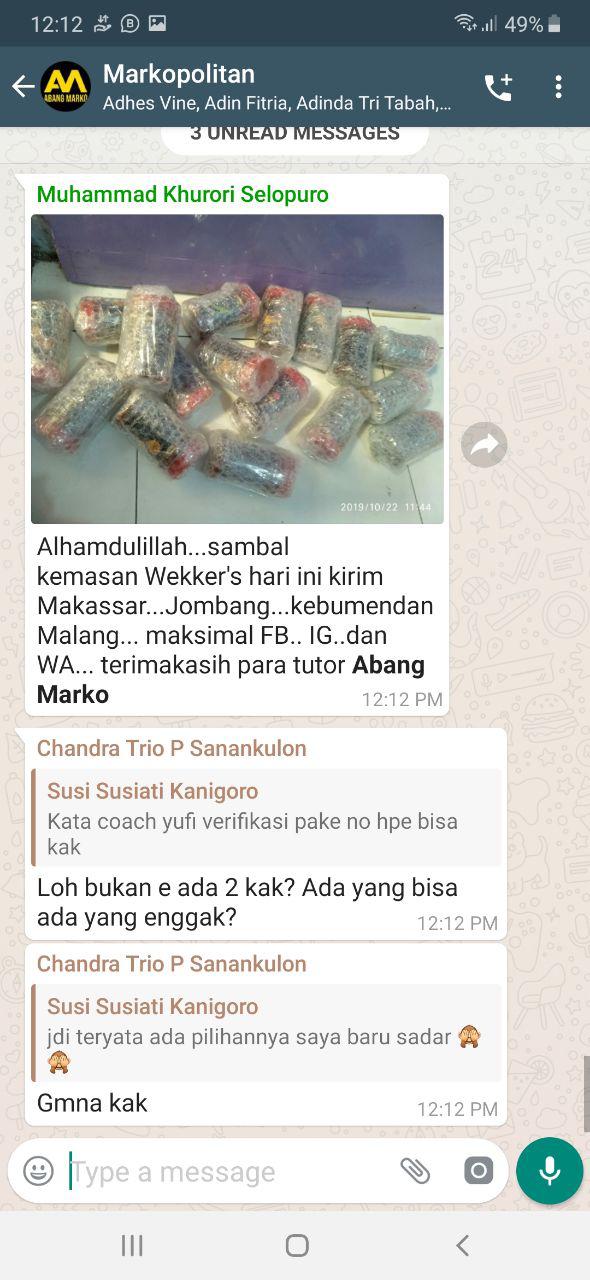 12:12
49%
ABANG MARKO
Markopolitan
Adhes Vine, Adin Fitria, Adinda Tri Tabah,...
3 UNREAD MESSAGES
Muhammad Khurori Selopuro
2019/10/22 11:44
Alhamdulillah...sambal
kemasan Wekker's hari ini kirim
Makassar...Jombang...kebumendan
Malang... maksimal FB.. IG..dan
WA... terimakasih para tutor Abang
Marko
12:12 PM
Chandra Trio P Sanankulon
Susi Susiati Kanigoro
Kata coach yufi verifikasi pake no hpe bisa
kak
Loh bukan e ada 2 kak? Ada yang bisa
ada yang enggak?
12:12 PM
Chandra Trio P Sanankulon
Susi Susiati Kanigoro
jdi teryata ada pilihannya saya baru sadar 🙈
🙈
Gmna kak
12:12 PM
Type a message